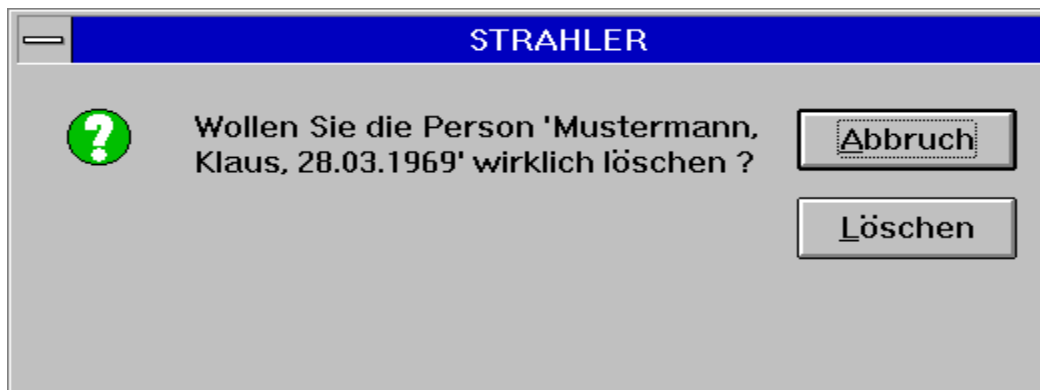 STRAHLER
Wollen Sie die Person 'Mustermann,
Klaus, 28.03.1969' wirklich löschen ?
Abbruch
Löschen